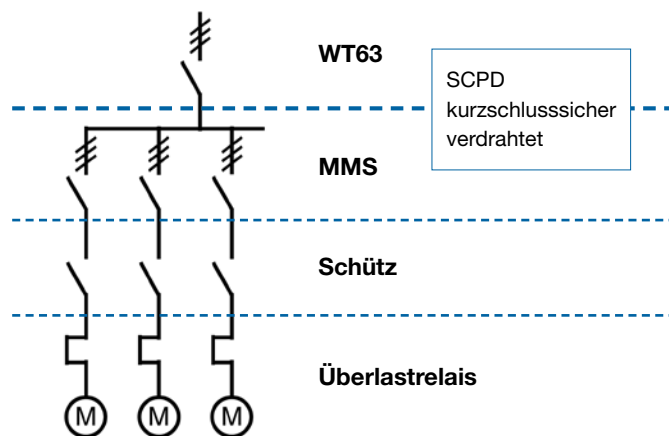 WT63
SCPD
kurzschlusssicher
verdrahtet
MMS
Schütz
Überlastrelais
M M M